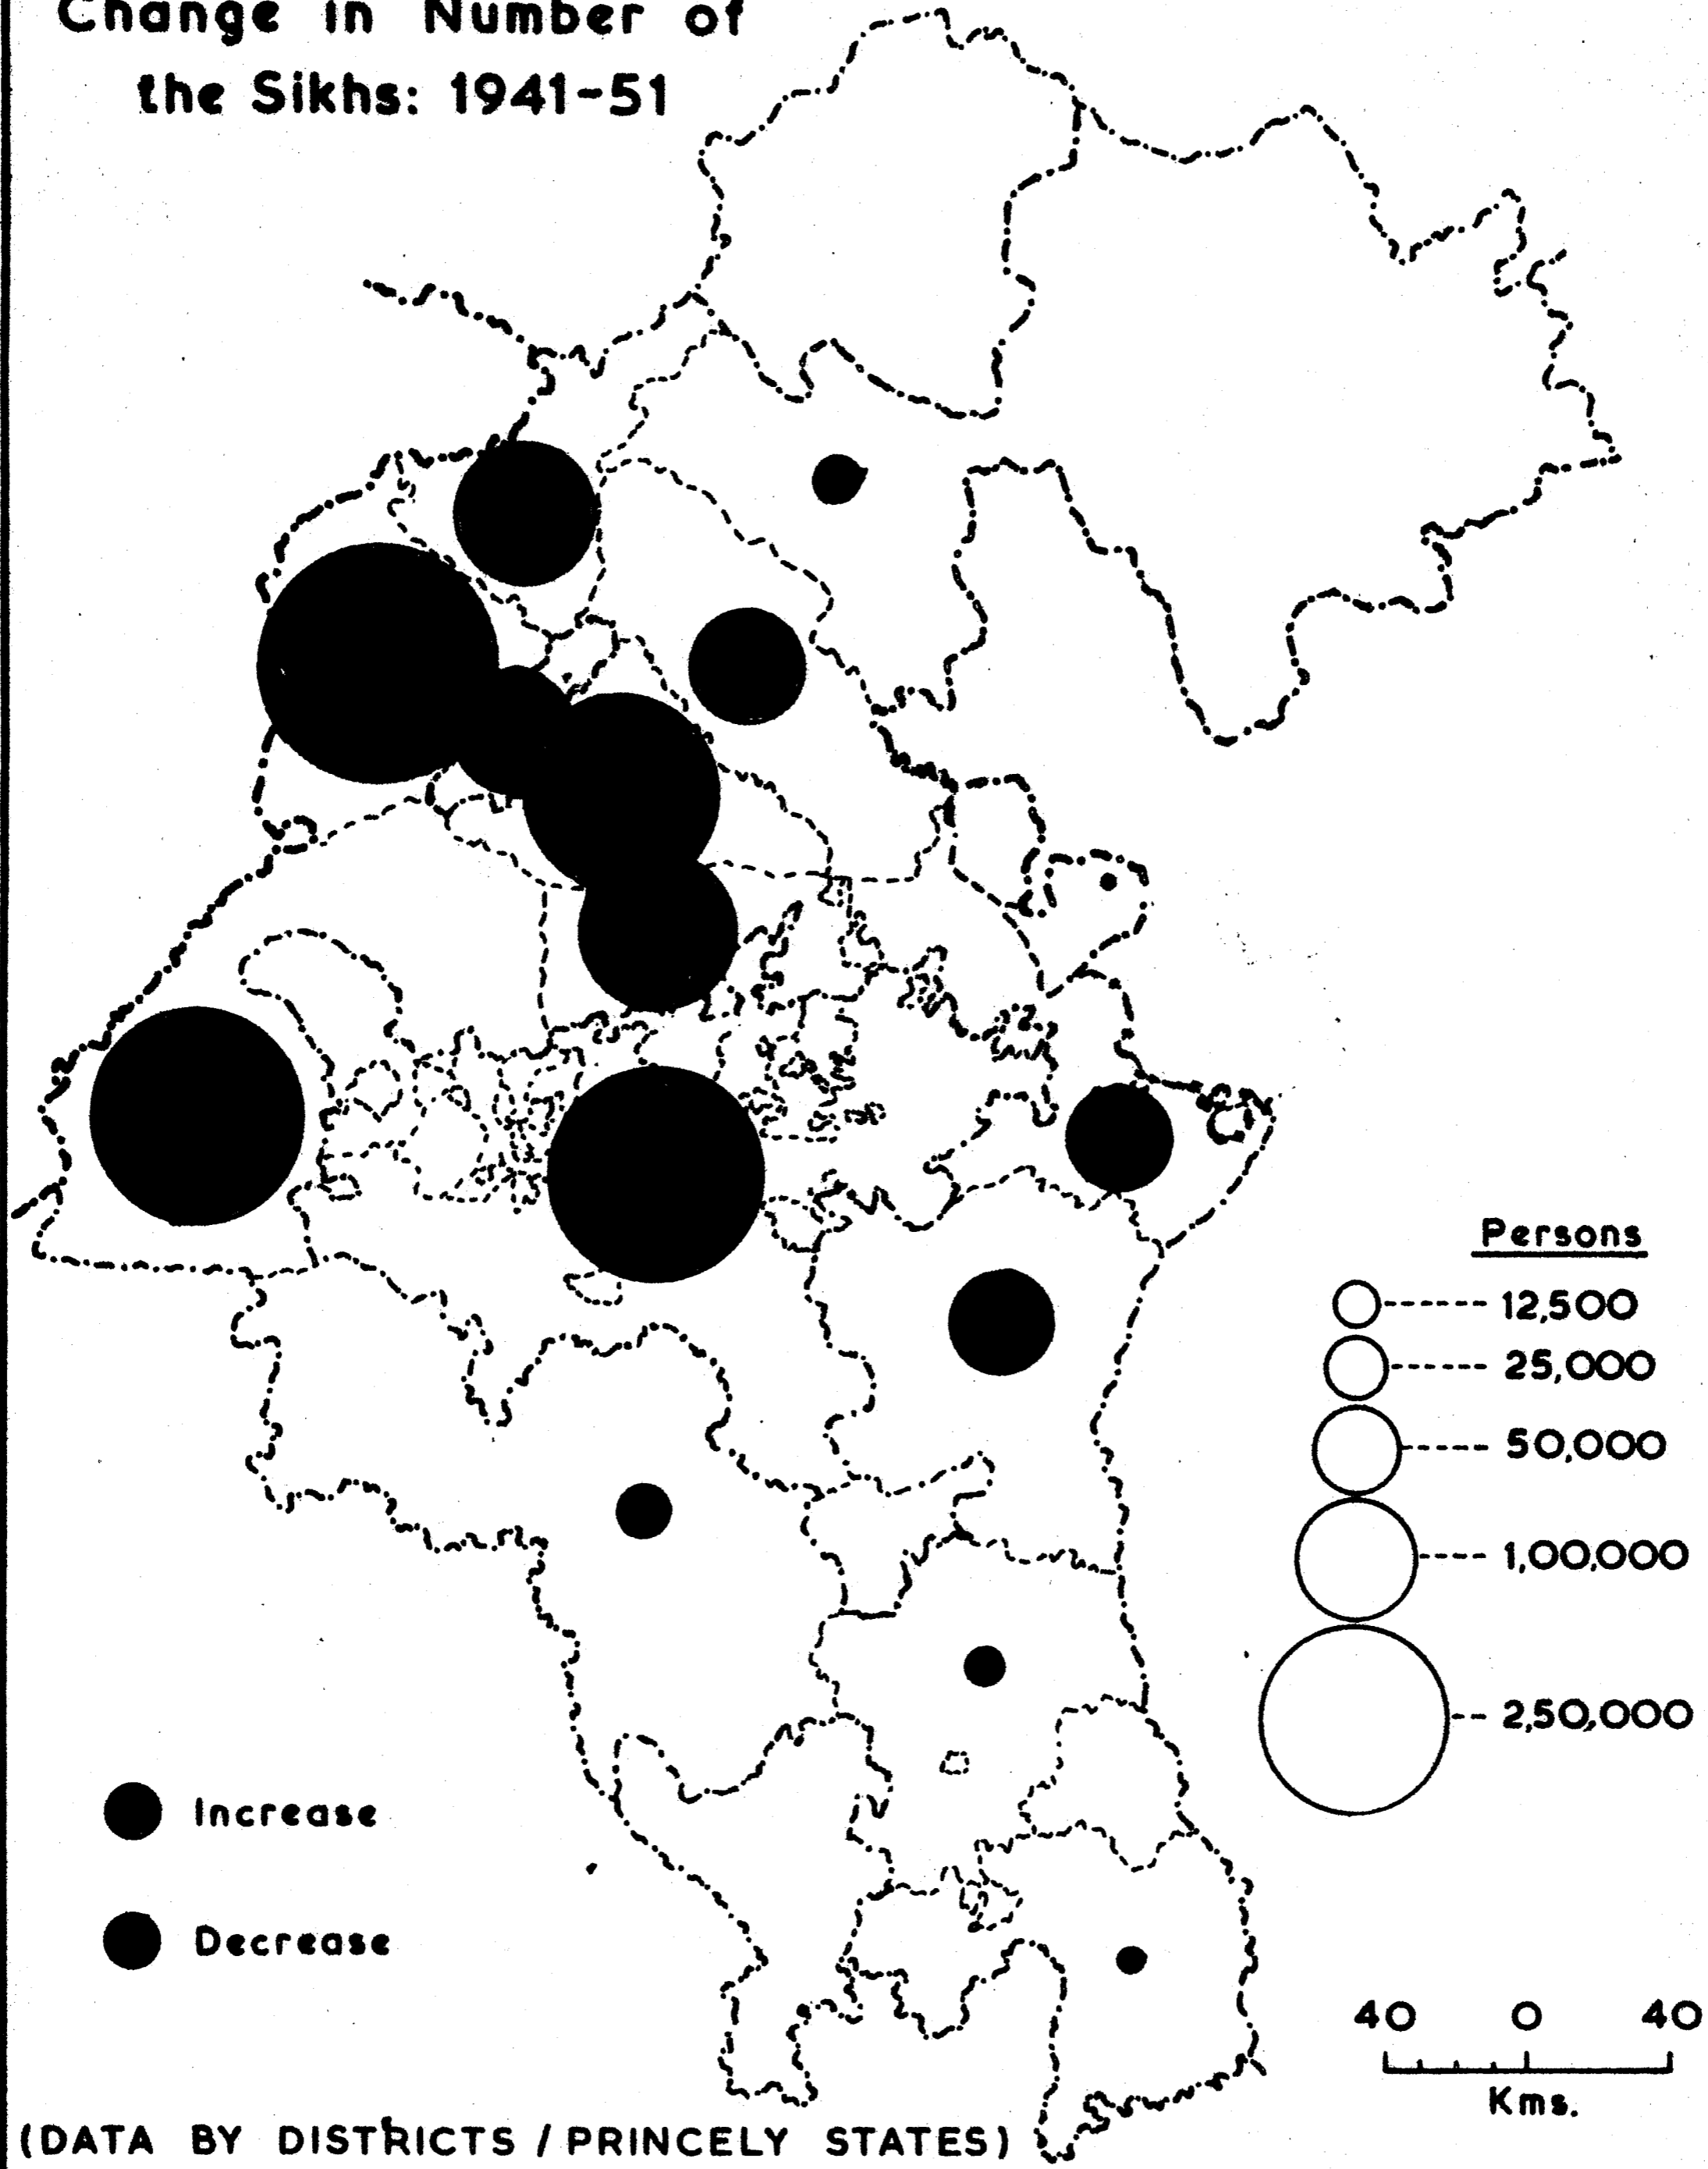 Change in Number of
the Sikhs: 1941-51
Persons
12,500
25,000
50,000
1,00,000
2,50,000
Increase
Decrease
40 0 40
Kms.
(DATA BY DISTRICTS / PRINCELY STATES)